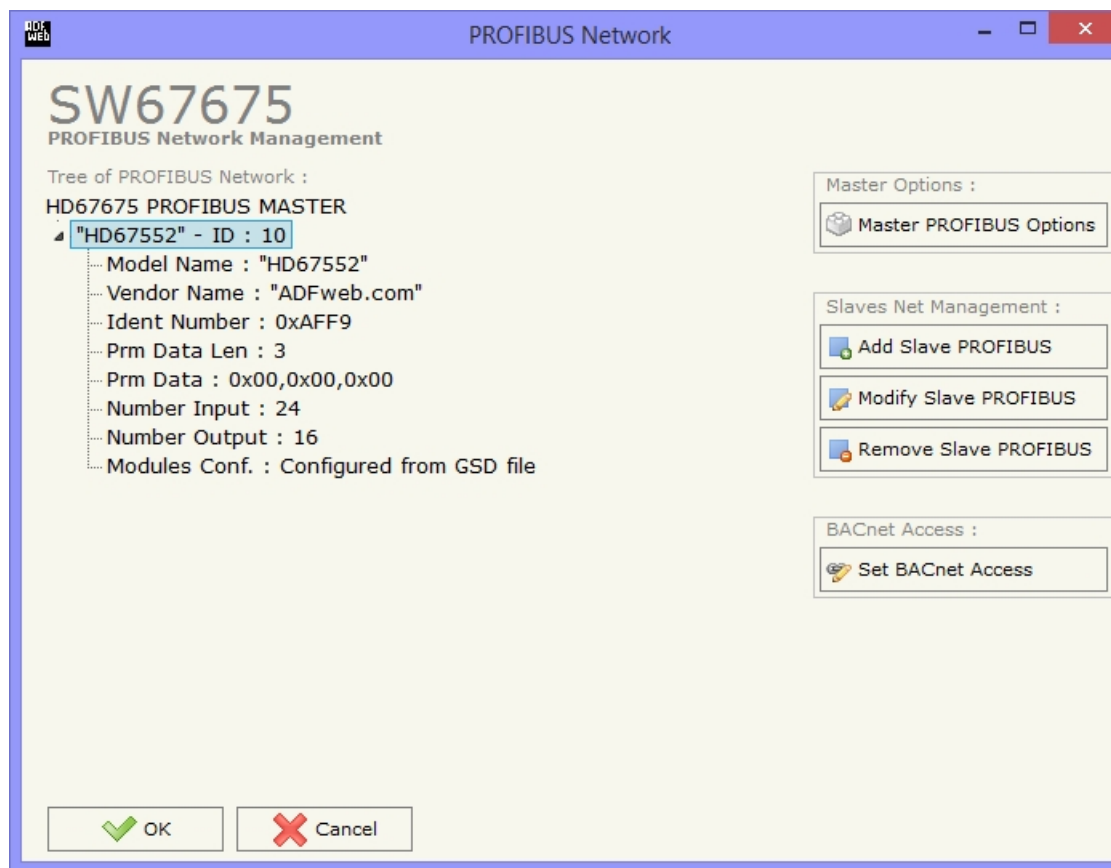 ADF
WEB
PROFIBUS Network
SW67675
PROFIBUS Network Management
Tree of PROFIBUS Network :
HD67675 PROFIBUS MASTER
"HD67552" - ID : 10
Model Name : "HD67552"
Vendor Name : "ADFweb.com"
Ident Number : 0xAFF9
Prm Data Len : 3
Prm Data : 0x00,0x00,0x00
Number Input : 24
Number Output : 16
Modules Conf. : Configured from GSD file
Master Options :
Master PROFIBUS Options
Slaves Net Management :
Add Slave PROFIBUS
Modify Slave PROFIBUS
Remove Slave PROFIBUS
BACnet Access :
Set BACnet Access
OK
Cancel